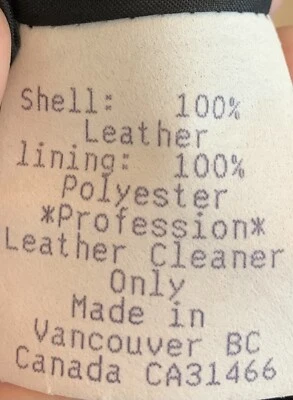 Shell: 100%
Leather
lining: 100%
Polyester
*Profession*
Leather Cleaner
Only
Made in
Vancouver BC
Canada CA31466